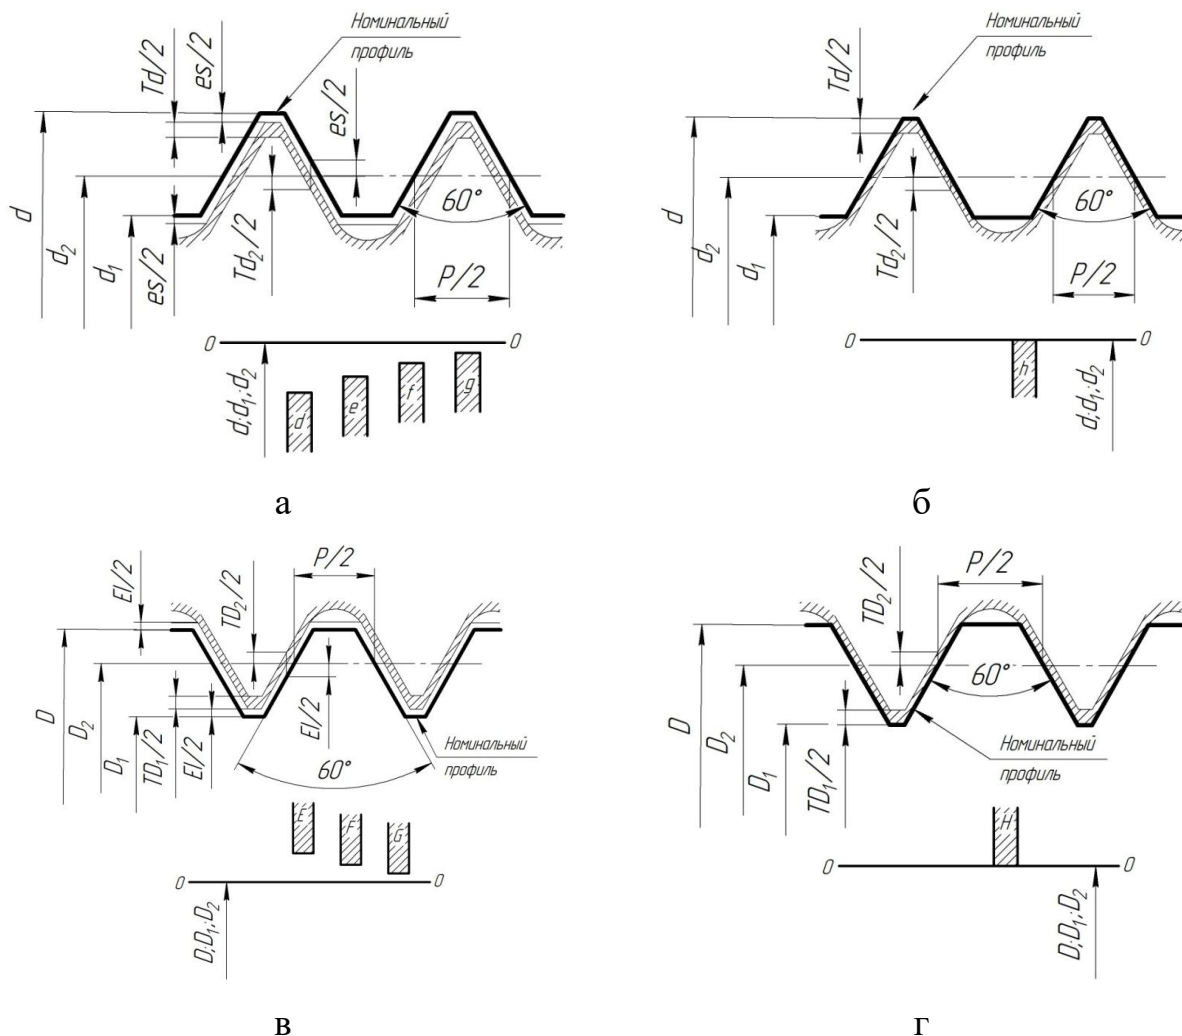 Номинальный
профиль
Td/2
es/2
es/2
d
d₂
d₁
es/2
Td₂/2
60°
P/2
0 0
d;d₁;d₂
d e f g
а
Номинальный
профиль
Td/2
d
d₂
d₁
Td₂/2
60°
P/2
0 0
h
d;d₁;d₂
б
EI/2
TD₂/2
P/2
D
D₂
D₁
TD₁/2
EI/2
EI/2
60°
Номинальный
профиль
E F G
0 0
D;D₁;D₂
в
TD₂/2
P/2
60°
D
D₂
D₁
TD₁/2
Номинальный
профиль
H
0 0
D;D₁;D₂
г